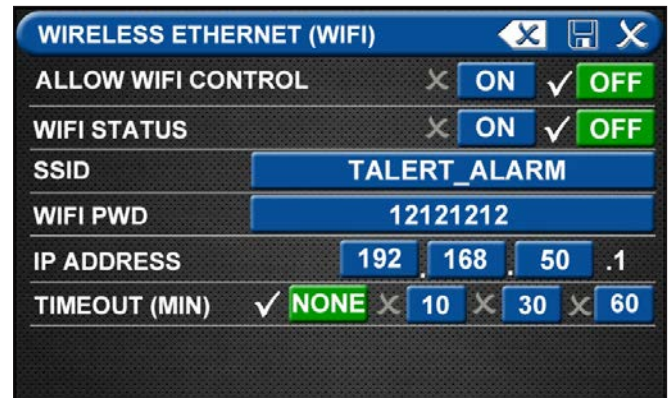 WIRELESS ETHERNET (WIFI)
ALLOW WIFI CONTROL ON OFF
WIFI STATUS ON OFF
SSID TALERT_ALARM
WIFI PWD 12121212
IP ADDRESS 192 . 168 . 50 .1
TIMEOUT (MIN) NONE 10 30 60